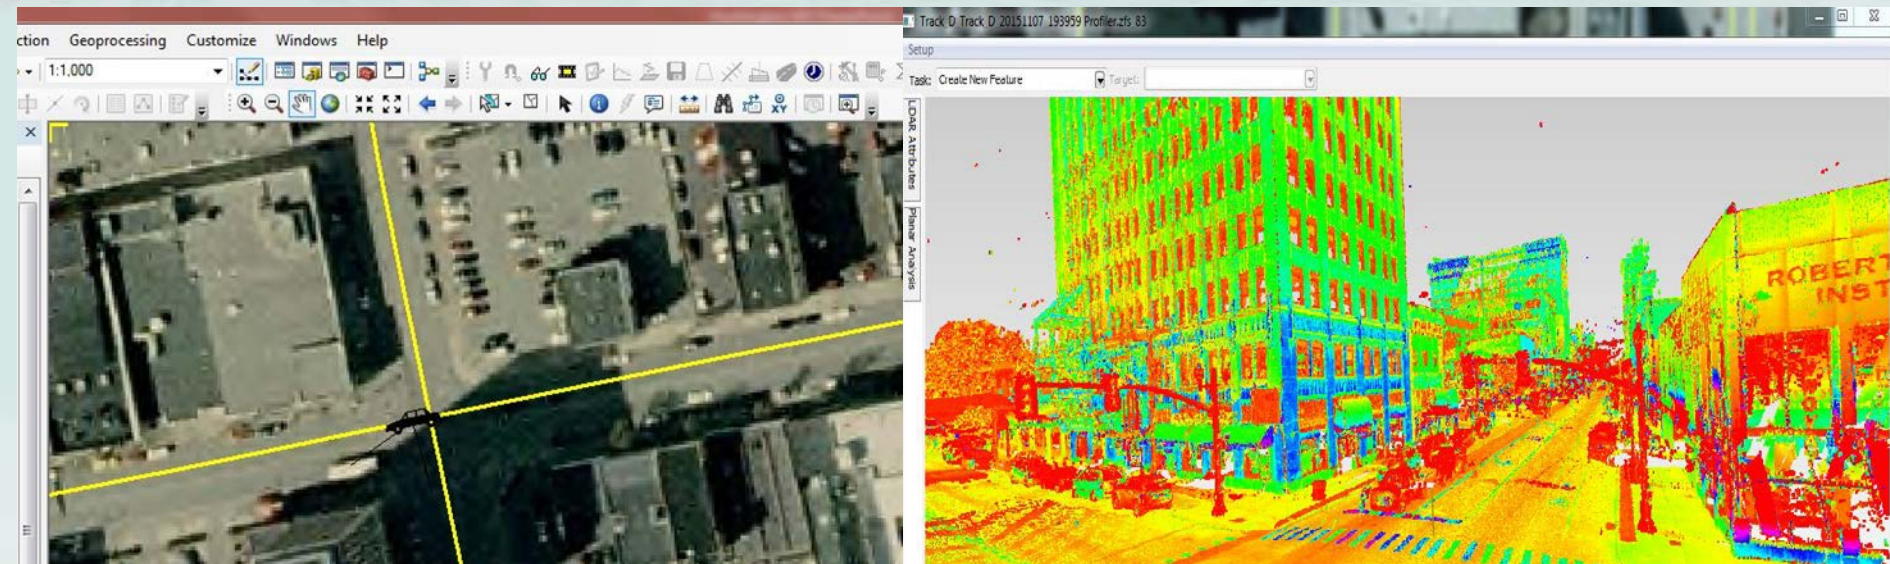 ction Geoprocessing Customize Windows Help
1:1,000
XY
Track D Track D 20151107 193959 Profiler.zfs 83
Setup
Task: Create New Feature Target:
LIDAR Attributes
Planar Analysis
ROBERT
INST